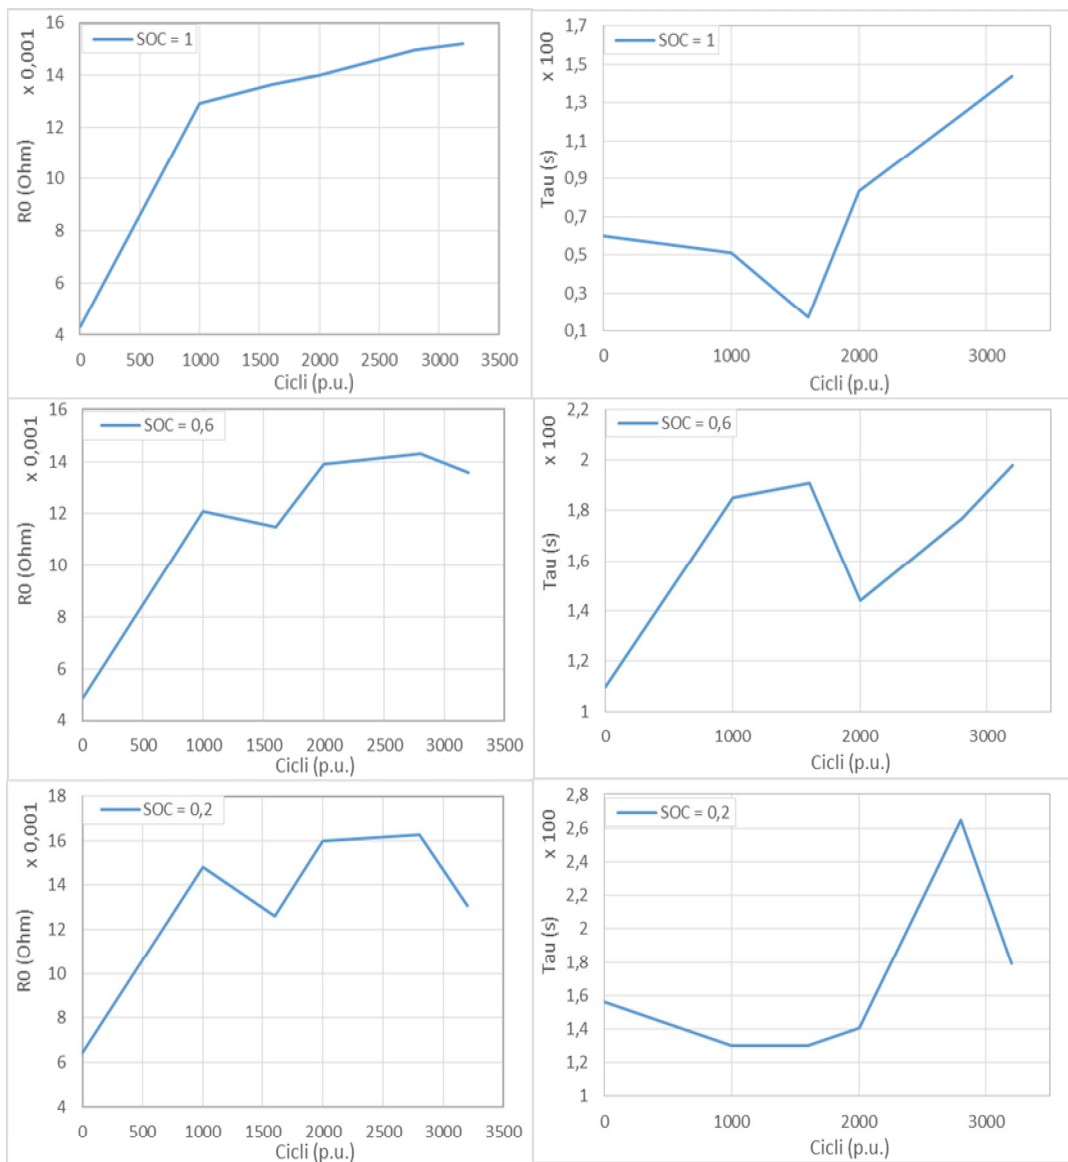 x 0,001
R0 (Ohm)
SOC = 1
16
14
12
10
8
6
4
0 500 1000 1500 2000 2500 3000 3500
Cicli (p.u.)
x 100
Tau (s)
SOC = 1
1,7
1,5
1,3
1,1
0,9
0,7
0,5
0,3
0,1
0 1000 2000 3000
Cicli (p.u.)
x 0,001
R0 (Ohm)
SOC = 0,6
16
14
12
10
8
6
4
0 500 1000 1500 2000 2500 3000 3500
Cicli (p.u.)
x 100
Tau (s)
SOC = 0,6
2,2
2
1,8
1,6
1,4
1,2
1
0 1000 2000 3000
Cicli (p.u.)
x 0,001
R0 (Ohm)
SOC = 0,2
18
16
14
12
10
8
6
4
0 500 1000 1500 2000 2500 3000 3500
Cicli (p.u.)
x 100
Tau (s)
SOC = 0,2
2,8
2,6
2,4
2,2
2
1,8
1,6
1,4
1,2
1
0 1000 2000 3000
Cicli (p.u.)